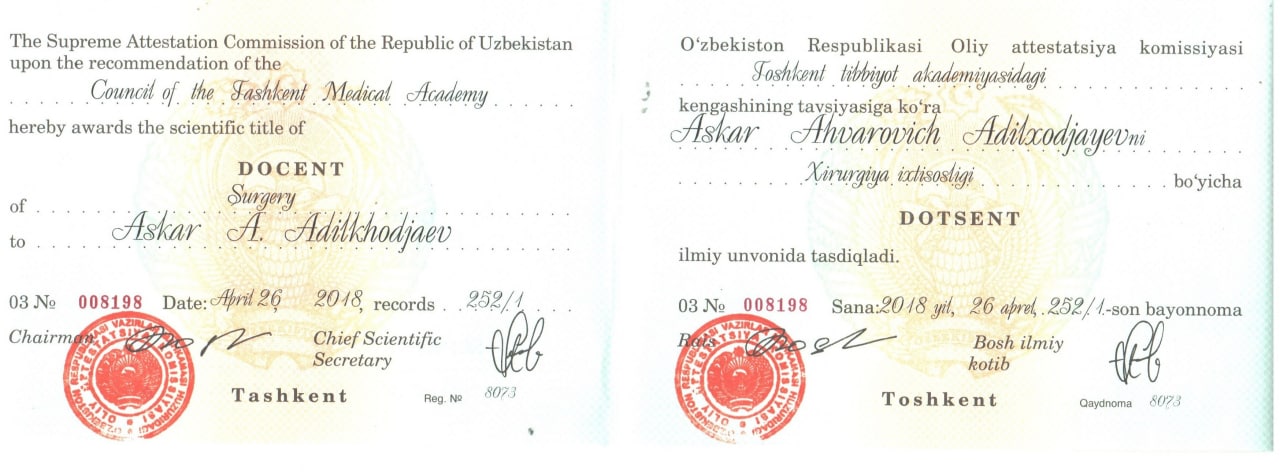 The Supreme Attestation Commission of the Republic of Uzbekistan
upon the recommendation of the
Council of the Tashkent Medical Academy
hereby awards the scientific title of
DOCENT
Surgery
of
to Askar A. Adilkhodjaev
03 № 008198 Date: April 26, 2018, records 252/1
Chairman
Chief Scientific
Secretary
Tashkent
Reg. № 8073
O‘zbekiston Respublikasi Oliy attestatsiya komissiyasi
Toshkent tibbiyot akademiyasidagi
kengashining tavsiyasiga ko‘ra
Askar Ahvarovich Adilxodjayevni
Xirurgiya ixtisosligi bo‘yicha
DOTSENT
ilmiy unvonida tasdiqladi.
03 № 008198 Sana: 2018 yil, 26 aprel, 252/1.-son bayonnoma
Rais
Bosh ilmiy
kotib
Toshkent
Qaydnoma 8073